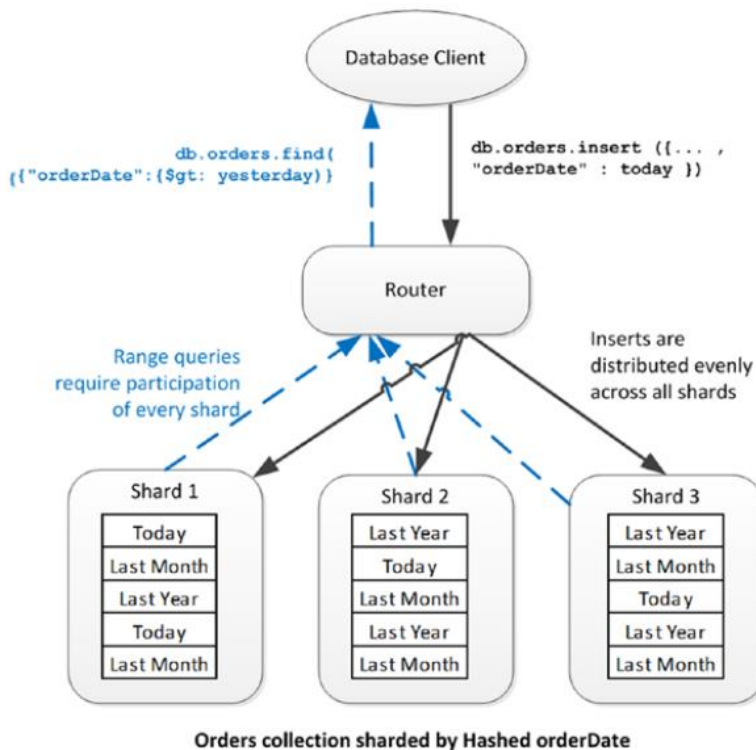 Database Client
db.orders.find(
{{"orderDate":{$gt: yesterday)}
db.orders.insert ({... ,
"orderDate" : today })
Router
Range queries
require participation
of every shard
Inserts are
distributed evenly
across all shards
Shard 1
Today
Last Month
Last Year
Today
Last Month
Shard 2
Last Year
Today
Last Month
Last Year
Last Month
Shard 3
Last Year
Last Month
Today
Last Year
Last Month
Orders collection sharded by Hashed orderDate